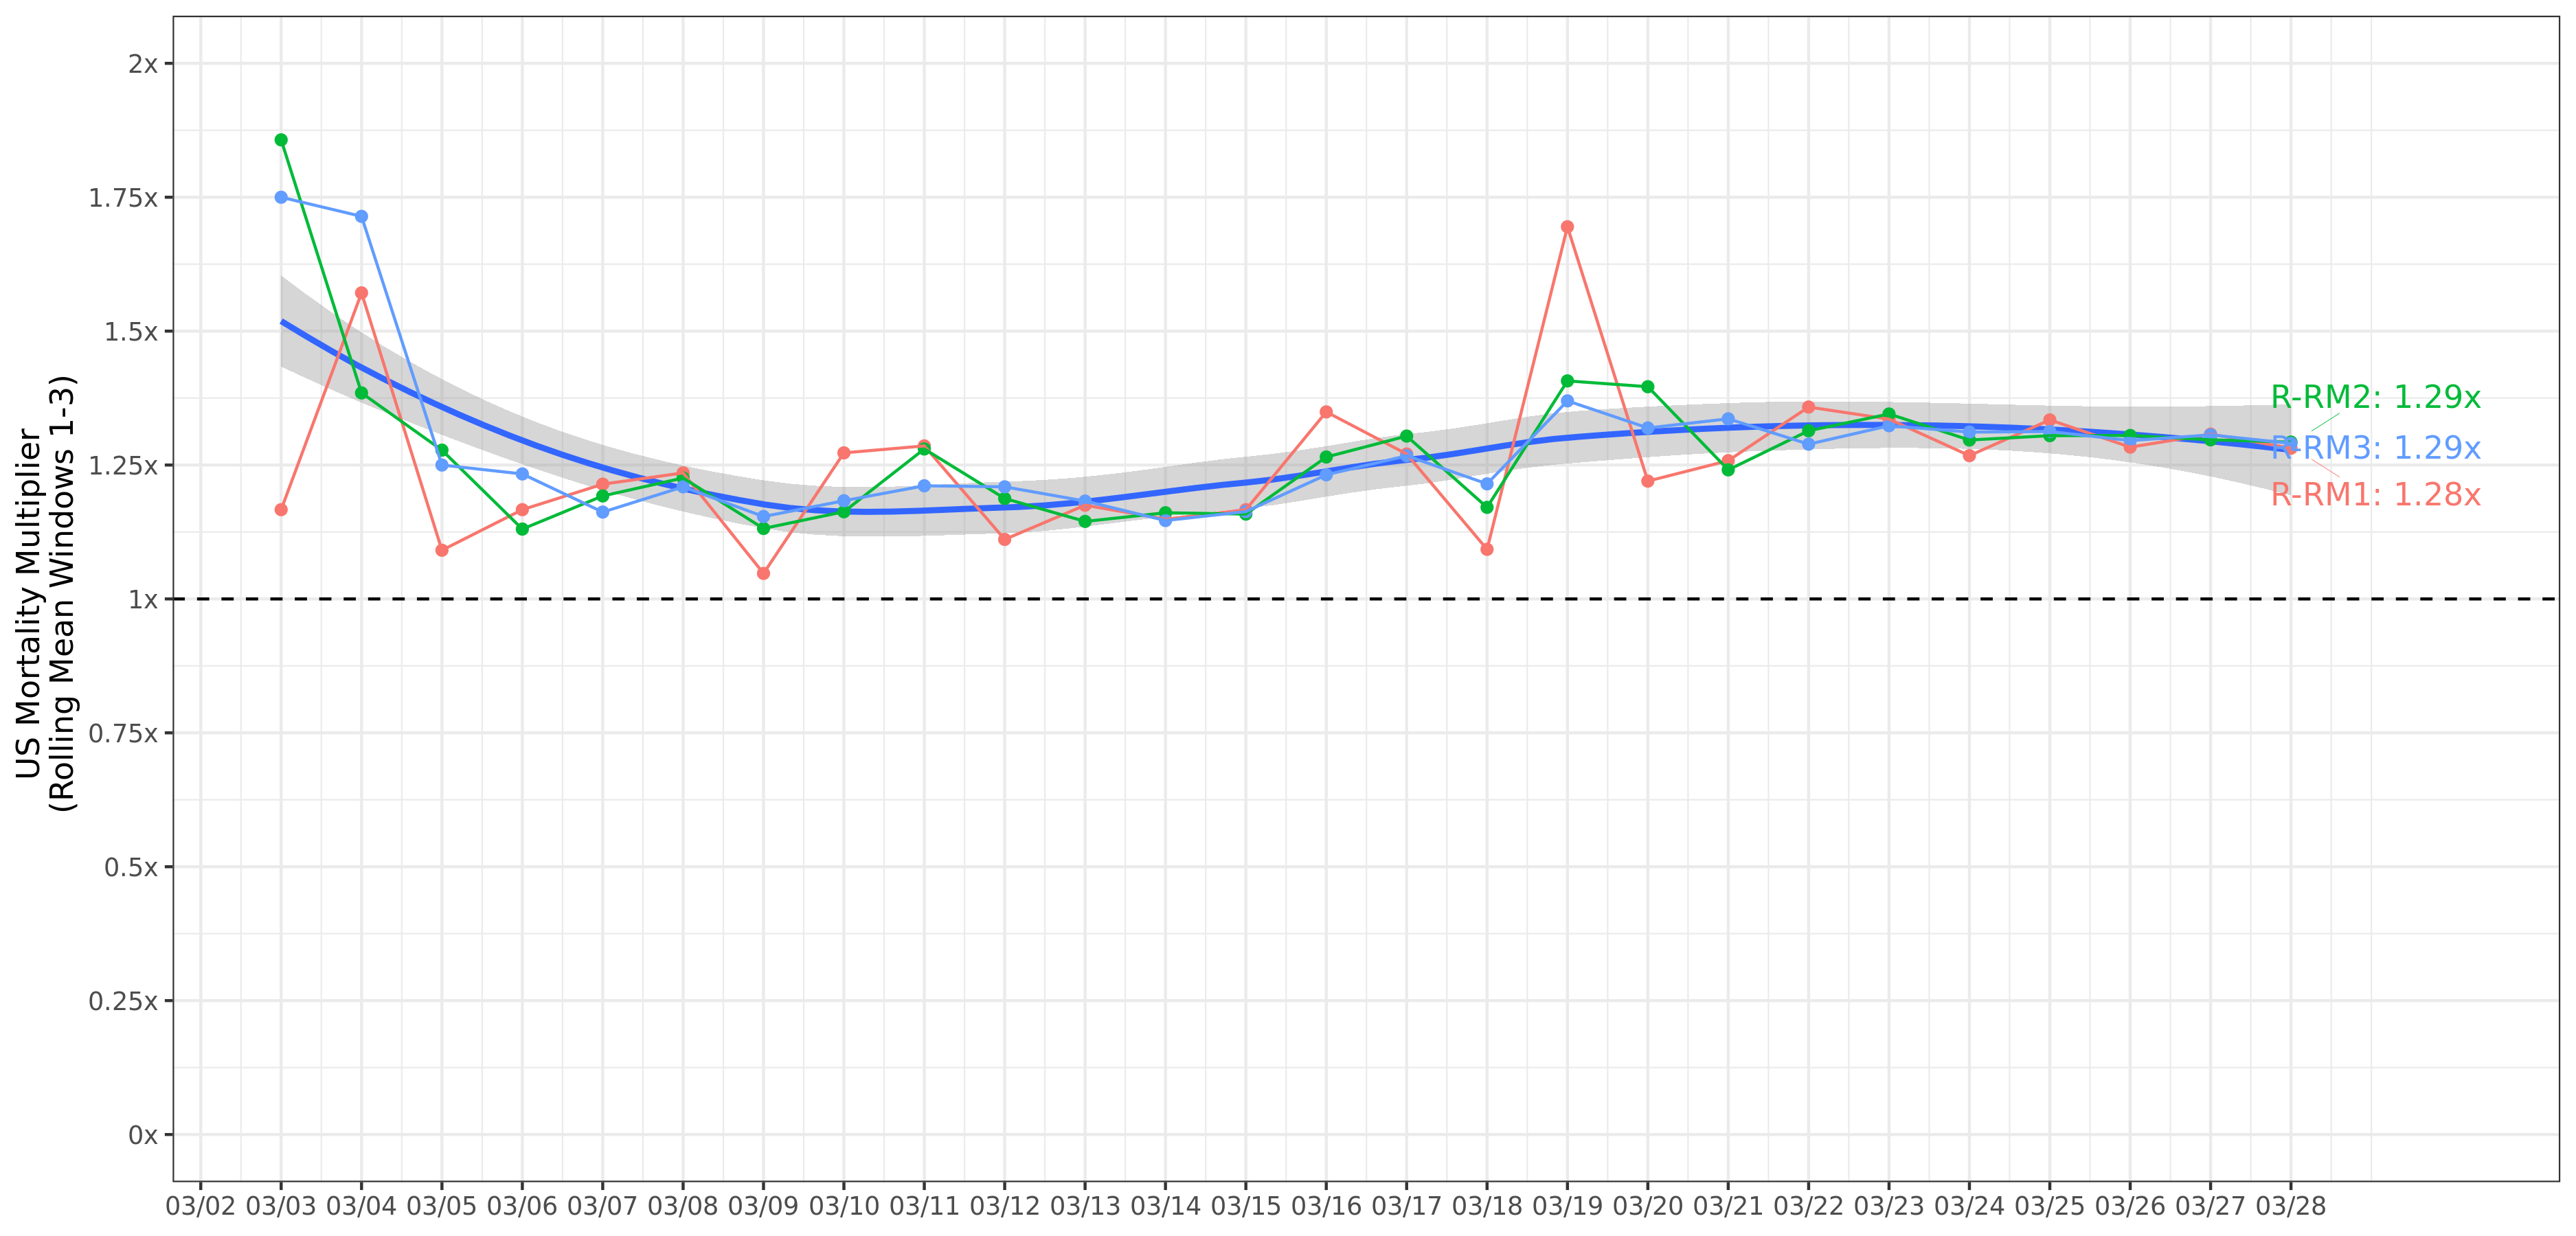 US Mortality Multiplier
(Rolling Mean Windows 1-3)
2x
1.75x
1.5x
1.25x
1x
0.75x
0.5x
0.25x
0x
R-RM2: 1.29x
R-RM3: 1.29x
R-RM1: 1.28x
03/02 03/03 03/04 03/05 03/06 03/07 03/08 03/09 03/10 03/11 03/12 03/13 03/14 03/15 03/16 03/17 03/18 03/19 03/20 03/21 03/22 03/23 03/24 03/25 03/26 03/27 03/28